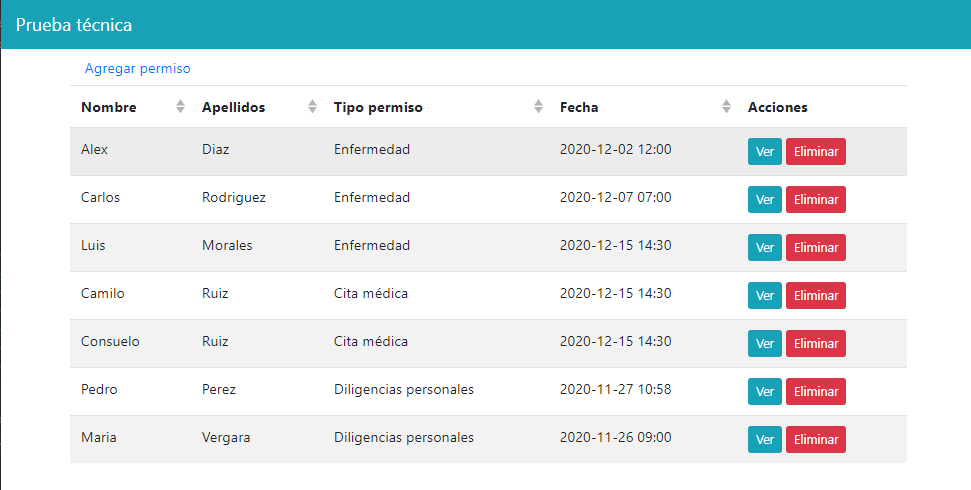 Prueba técnica
Agregar permiso
Nombre Apellidos Tipo permiso Fecha Acciones
Alex Diaz Enfermedad 2020-12-02 12:00 Ver Eliminar
Carlos Rodriguez Enfermedad 2020-12-07 07:00 Ver Eliminar
Luis Morales Enfermedad 2020-12-15 14:30 Ver Eliminar
Camilo Ruiz Cita médica 2020-12-15 14:30 Ver Eliminar
Consuelo Ruiz Cita médica 2020-12-15 14:30 Ver Eliminar
Pedro Perez Diligencias personales 2020-11-27 10:58 Ver Eliminar
Maria Vergara Diligencias personales 2020-11-26 09:00 Ver Eliminar